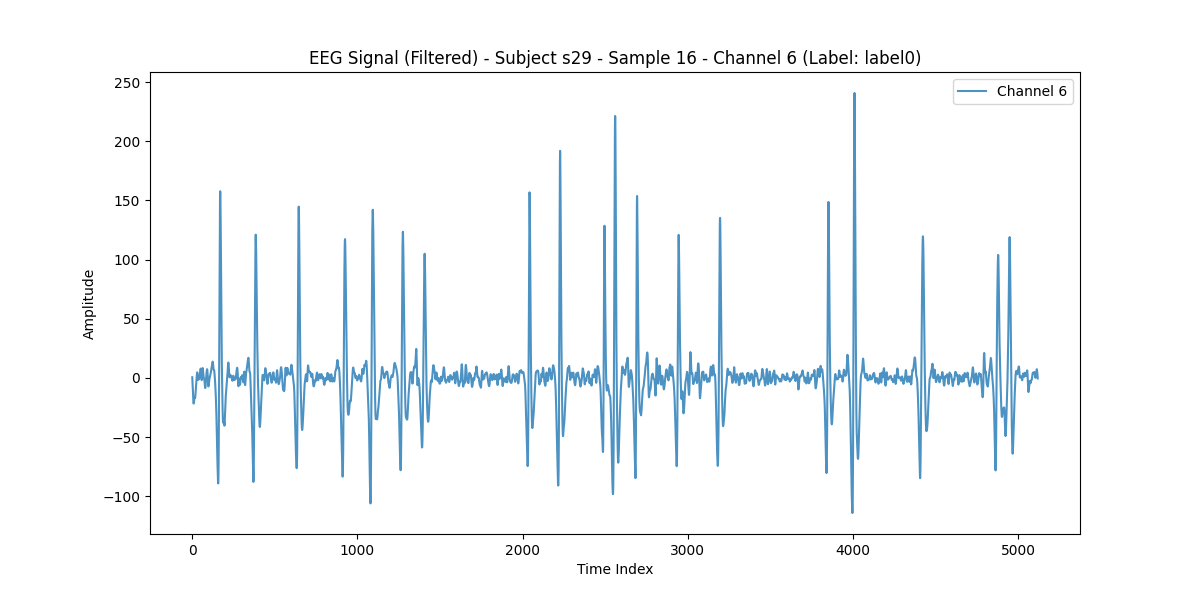 EEG Signal (Filtered) - Subject s29 - Sample 16 - Channel 6 (Label: label0)
Channel 6
250
200
150
100
50
0
−50
−100
Amplitude
0 1000 2000 3000 4000 5000
Time Index